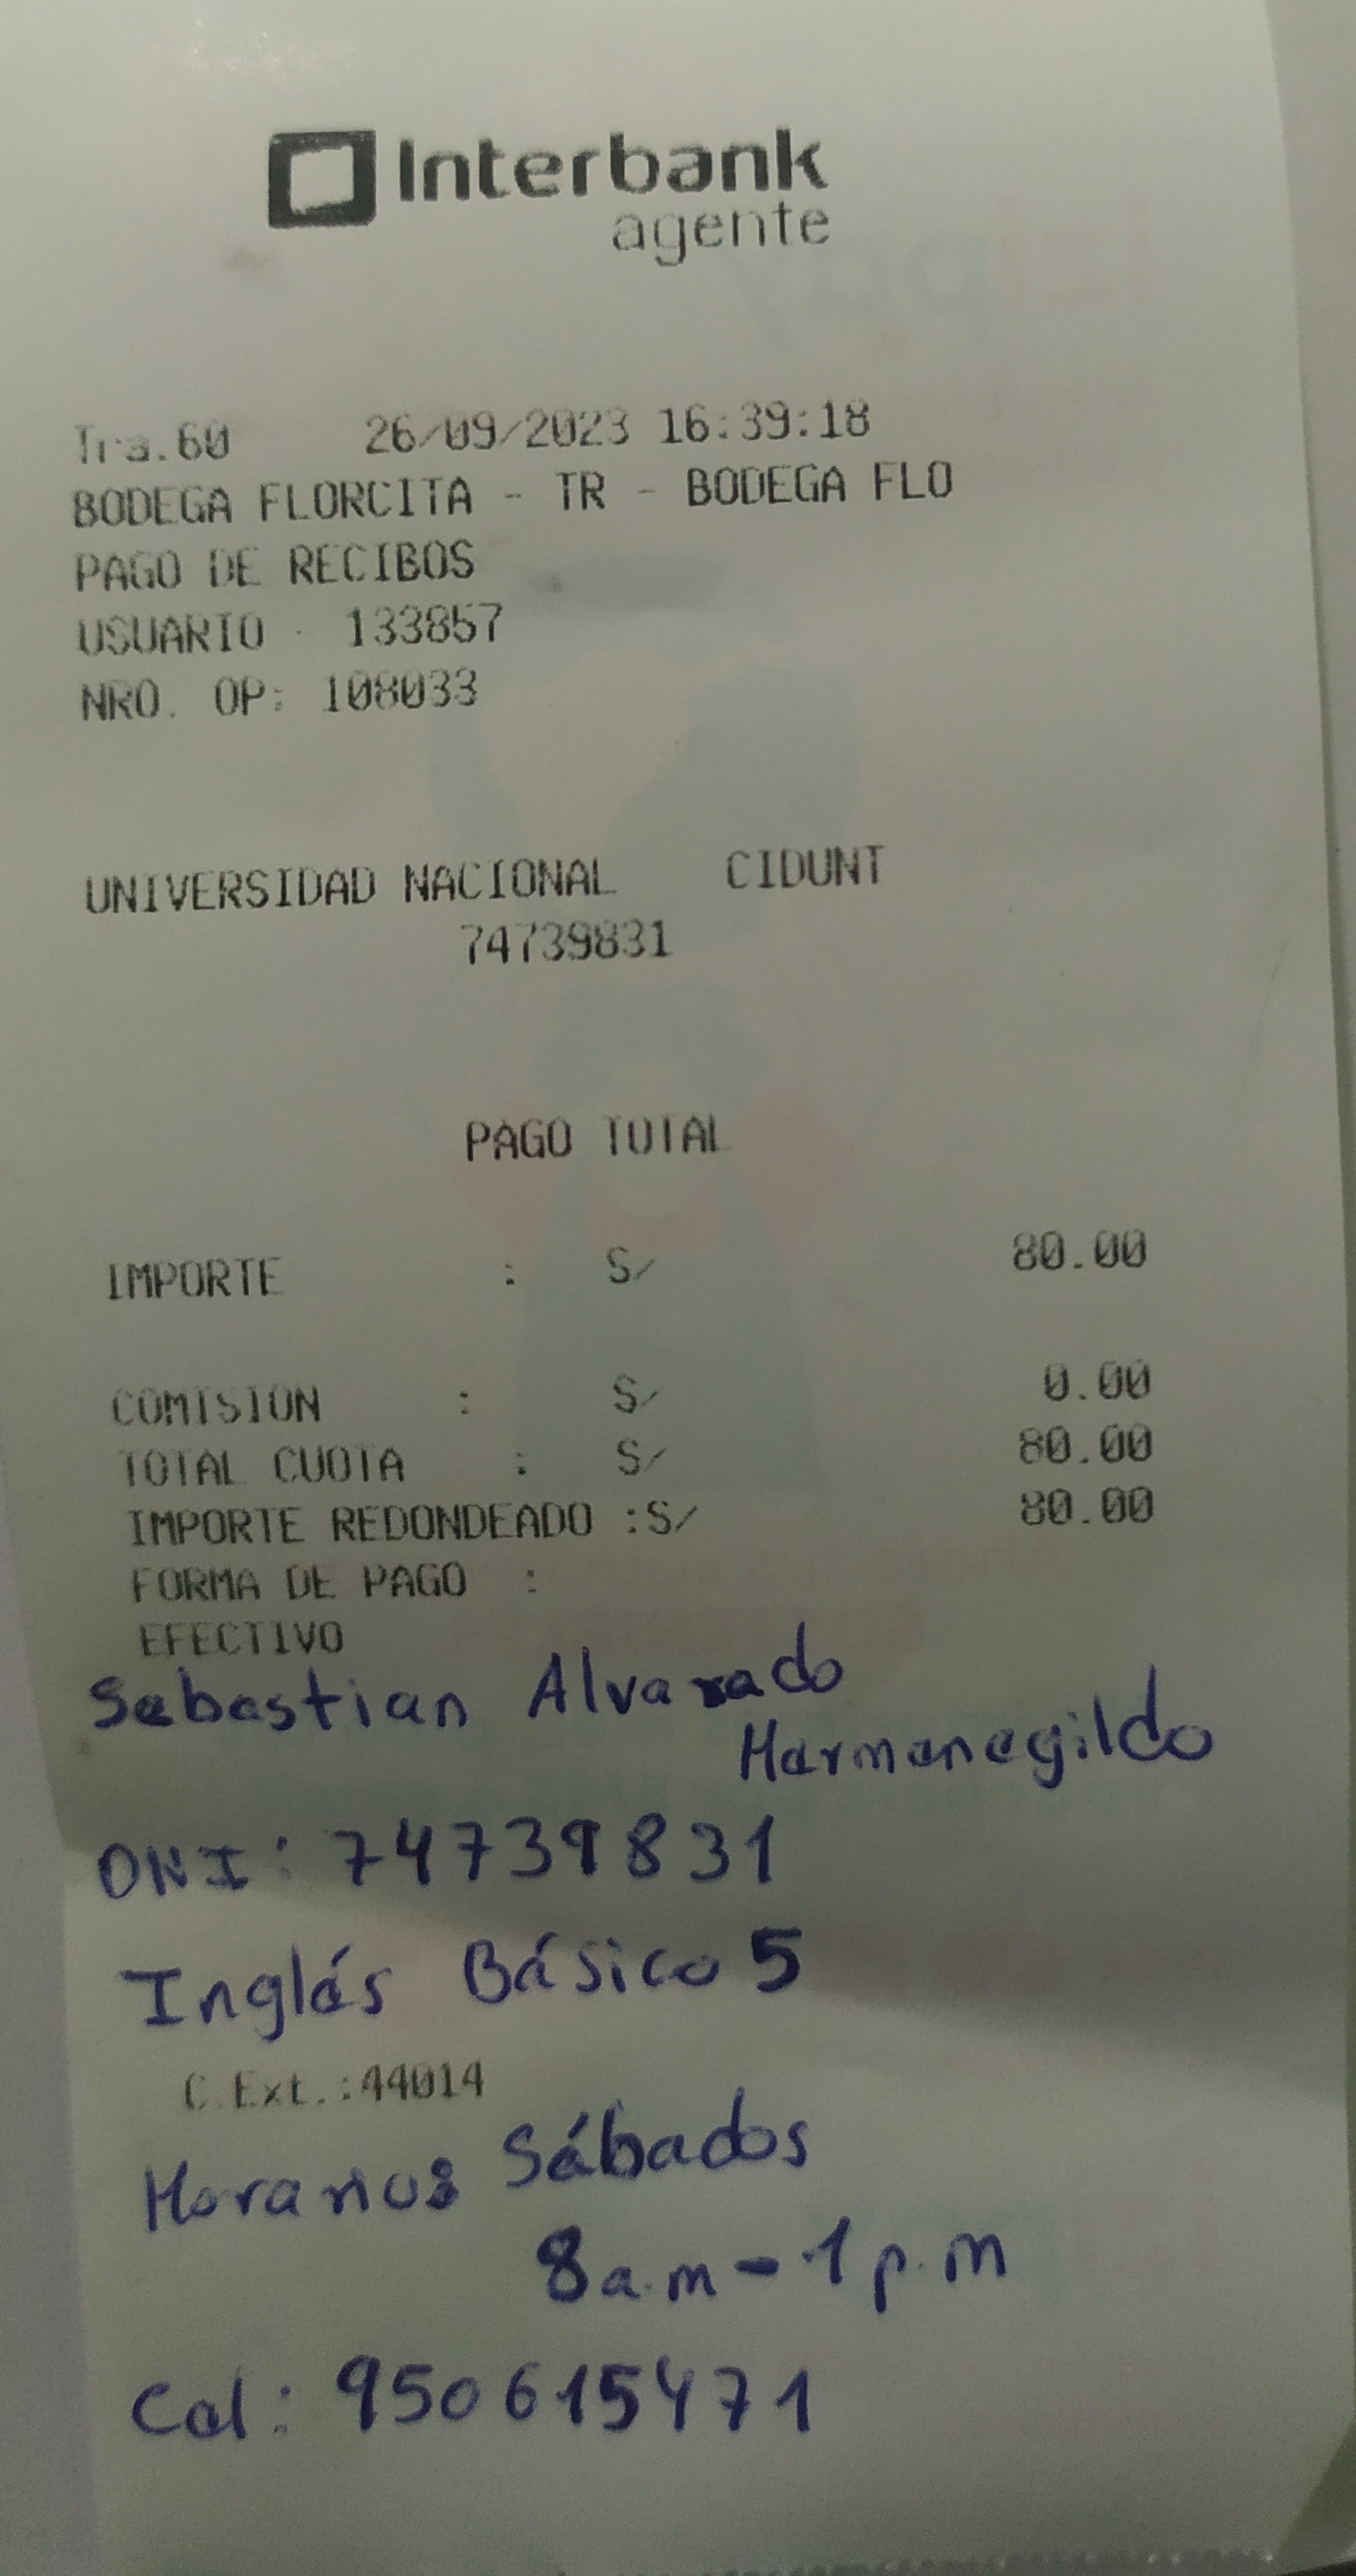 Interbank
agente
Tra.60 26/09/2023 16:39:18
BODEGA FLORCITA - TR - BODEGA FLO
PAGO DE RECIBOS
USUARIO - 133857
NRO. OP: 108033
UNIVERSIDAD NACIONAL CIDUNT
74739831
PAGO TOTAL
IMPORTE : S/ 80.00
COMISION : S/ 0.00
TOTAL CUOTA : S/ 80.00
IMPORTE REDONDEADO :S/ 80.00
FORMA DE PAGO :
EFECTIVO
Sebastian Alvarado
Hermenegildo
DNI: 74739831
Inglés Básico 5
C.Ext.:44014
Horarios Sábados
8a.m - 1p.m
Cel: 950615471